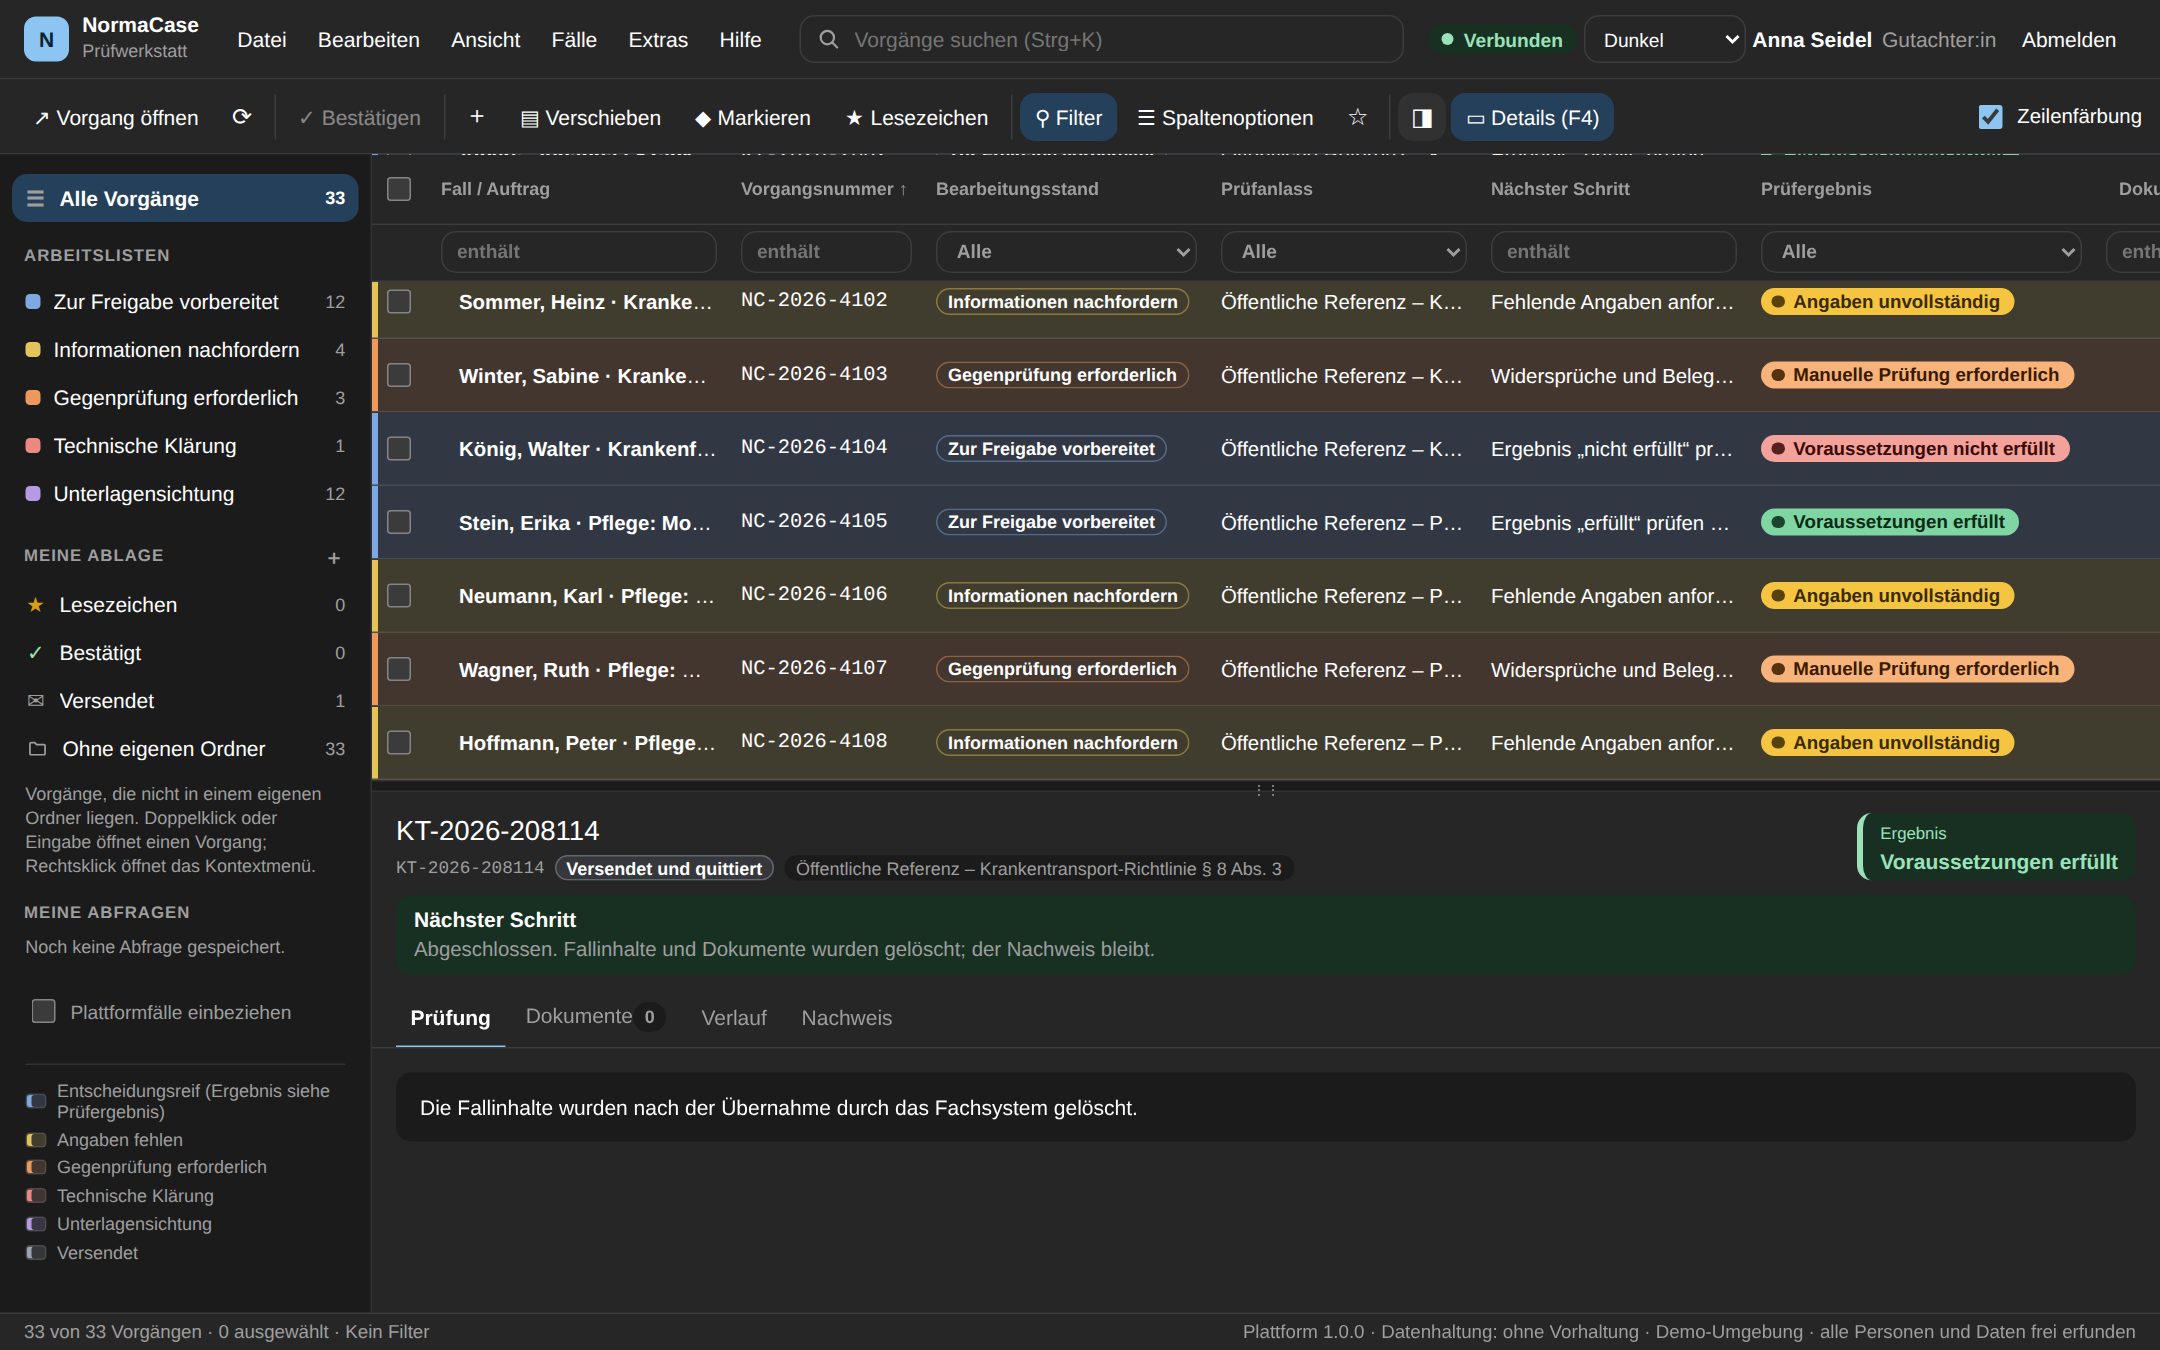 N
NormaCase
Prüfwerkstatt
Datei Bearbeiten Ansicht Fälle Extras Hilfe
Vorgänge suchen (Strg+K)
Verbunden
Dunkel
Anna Seidel Gutachter:in
Abmelden
↗ Vorgang öffnen ⟳ ✓ Bestätigen + ▤ Verschieben ◆ Markieren ★ Lesezeichen ⚲ Filter ☰ Spaltenoptionen ☆ ◨ ▭ Details (F4)
Zeilenfärbung
☰ Alle Vorgänge 33
ARBEITSLISTEN
Zur Freigabe vorbereitet 12
Informationen nachfordern 4
Gegenprüfung erforderlich 3
Technische Klärung 1
Unterlagensichtung 12
MEINE ABLAGE +
★ Lesezeichen 0
✓ Bestätigt 0
✉ Versendet 1
Ohne eigenen Ordner 33
Vorgänge, die nicht in einem eigenen
Ordner liegen. Doppelklick oder
Eingabe öffnet einen Vorgang;
Rechtsklick öffnet das Kontextmenü.
MEINE ABFRAGEN
Noch keine Abfrage gespeichert.
Plattformfälle einbeziehen
Entscheidungsreif (Ergebnis siehe
Prüfergebnis)
Angaben fehlen
Gegenprüfung erforderlich
Technische Klärung
Unterlagensichtung
Versendet
Fall / Auftrag Vorgangsnummer ↑ Bearbeitungsstand Prüfanlass Nächster Schritt Prüfergebnis Doku
enthält enthält Alle Alle enthält Alle enth
Sommer, Heinz · Kranke… NC-2026-4102 Informationen nachfordern Öffentliche Referenz – K… Fehlende Angaben anfor… Angaben unvollständig
Winter, Sabine · Kranke… NC-2026-4103 Gegenprüfung erforderlich Öffentliche Referenz – K… Widersprüche und Beleg… Manuelle Prüfung erforderlich
König, Walter · Krankenf… NC-2026-4104 Zur Freigabe vorbereitet Öffentliche Referenz – K… Ergebnis „nicht erfüllt“ pr… Voraussetzungen nicht erfüllt
Stein, Erika · Pflege: Mo… NC-2026-4105 Zur Freigabe vorbereitet Öffentliche Referenz – P… Ergebnis „erfüllt“ prüfen … Voraussetzungen erfüllt
Neumann, Karl · Pflege: … NC-2026-4106 Informationen nachfordern Öffentliche Referenz – P… Fehlende Angaben anfor… Angaben unvollständig
Wagner, Ruth · Pflege: … NC-2026-4107 Gegenprüfung erforderlich Öffentliche Referenz – P… Widersprüche und Beleg… Manuelle Prüfung erforderlich
Hoffmann, Peter · Pflege… NC-2026-4108 Informationen nachfordern Öffentliche Referenz – P… Fehlende Angaben anfor… Angaben unvollständig
KT-2026-208114
KT-2026-208114 Versendet und quittiert Öffentliche Referenz – Krankentransport-Richtlinie § 8 Abs. 3
Ergebnis
Voraussetzungen erfüllt
Nächster Schritt
Abgeschlossen. Fallinhalte und Dokumente wurden gelöscht; der Nachweis bleibt.
Prüfung Dokumente 0 Verlauf Nachweis
Die Fallinhalte wurden nach der Übernahme durch das Fachsystem gelöscht.
33 von 33 Vorgängen · 0 ausgewählt · Kein Filter
Plattform 1.0.0 · Datenhaltung: ohne Vorhaltung · Demo-Umgebung · alle Personen und Daten frei erfunden